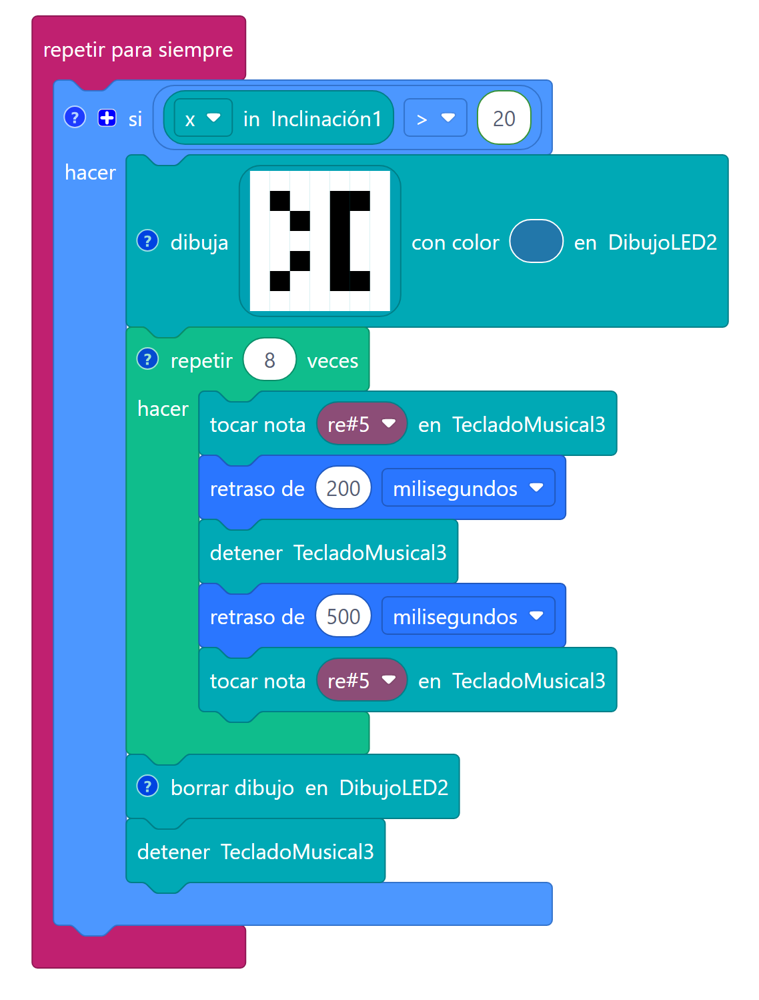 repetir para siempre
? si x in Inclinación1 > 20
hacer
? dibuja con color en DibujoLED2
? repetir 8 veces
hacer
tocar nota re#5 en TecladoMusical3
retraso de 200 milisegundos
detener TecladoMusical3
retraso de 500 milisegundos
tocar nota re#5 en TecladoMusical3
? borrar dibujo en DibujoLED2
detener TecladoMusical3